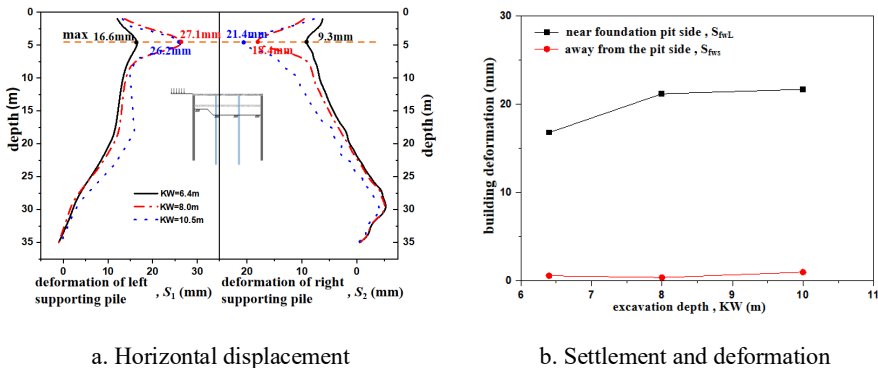 0
5
10
15
20
25
30
35
depth (m)
max
16.6mm
27.1mm
26.2mm
21.4mm
18.4mm
9.3mm
KW=6.4m
KW=8.0m
KW=10.5m
0
5
10
15
20
25
30
35
depth (m)
0 10 20 30 20 10 0
deformation of left supporting pile , S₁ (mm)
deformation of right supporting pile , S₂ (mm)
a. Horizontal displacement
near foundation pit side , SfwL
away from the pit side , Sfws
30
20
10
0
building deformation (mm)
6 7 8 9 10 11
excavation depth , KW (m)
b. Settlement and deformation